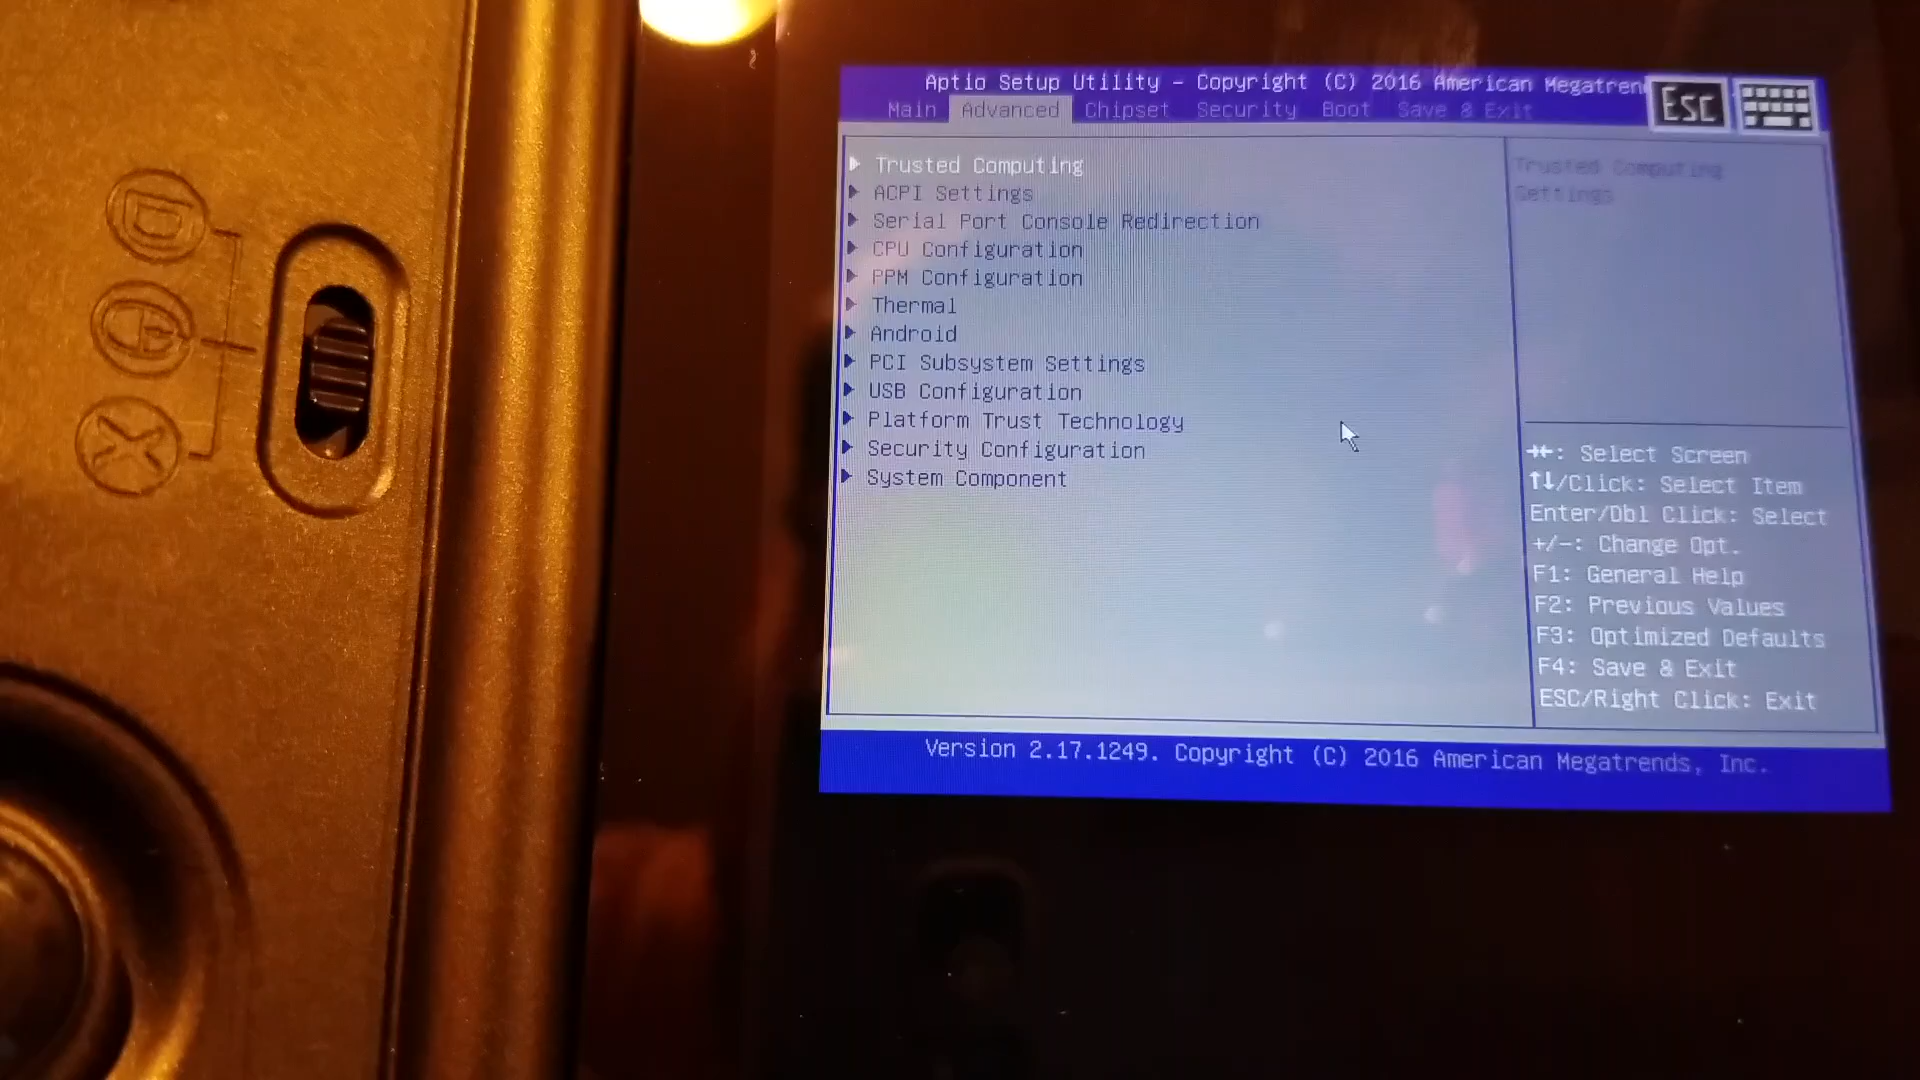 Aptio Setup Utility - Copyright (C) 2016 American Megatren
Main Advanced Chipset Security Boot Save & Exit
Esc
Trusted Computing
ACPI Settings
Serial Port Console Redirection
CPU Configuration
PPM Configuration
Thermal
Android
PCI Subsystem Settings
USB Configuration
Platform Trust Technology
Security Configuration
System Component
Trusted Computing
Settings
→←: Select Screen
↑↓/Click: Select Item
Enter/Dbl Click: Select
+/-: Change Opt.
F1: General Help
F2: Previous Values
F3: Optimized Defaults
F4: Save & Exit
ESC/Right Click: Exit
Version 2.17.1249. Copyright (C) 2016 American Megatrends, Inc.
D
X